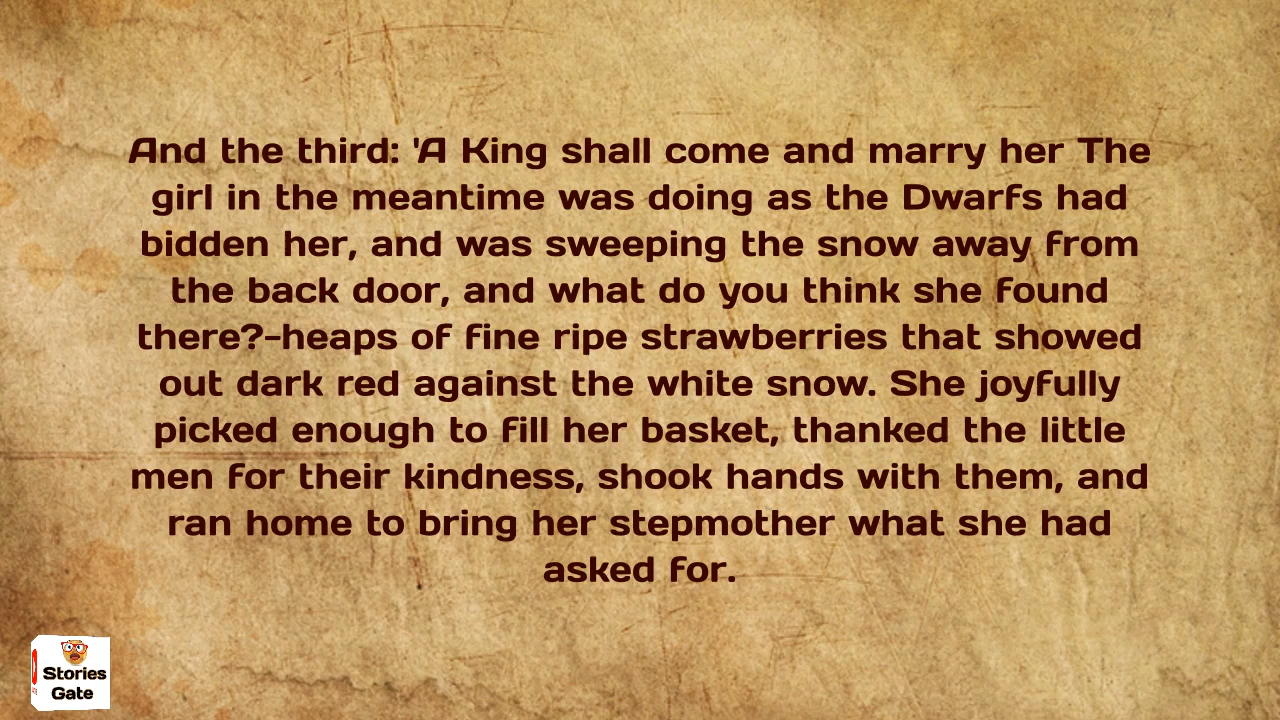 And the third: 'A King shall come and marry her The
girl in the meantime was doing as the Dwarfs had
bidden her, and was sweeping the snow away from
the back door, and what do you think she found
there?-heaps of fine ripe strawberries that showed
out dark red against the white snow. She joyfully
picked enough to fill her basket, thanked the little
men for their kindness, shook hands with them, and
ran home to bring her stepmother what she had
asked for.
Stories
Gate